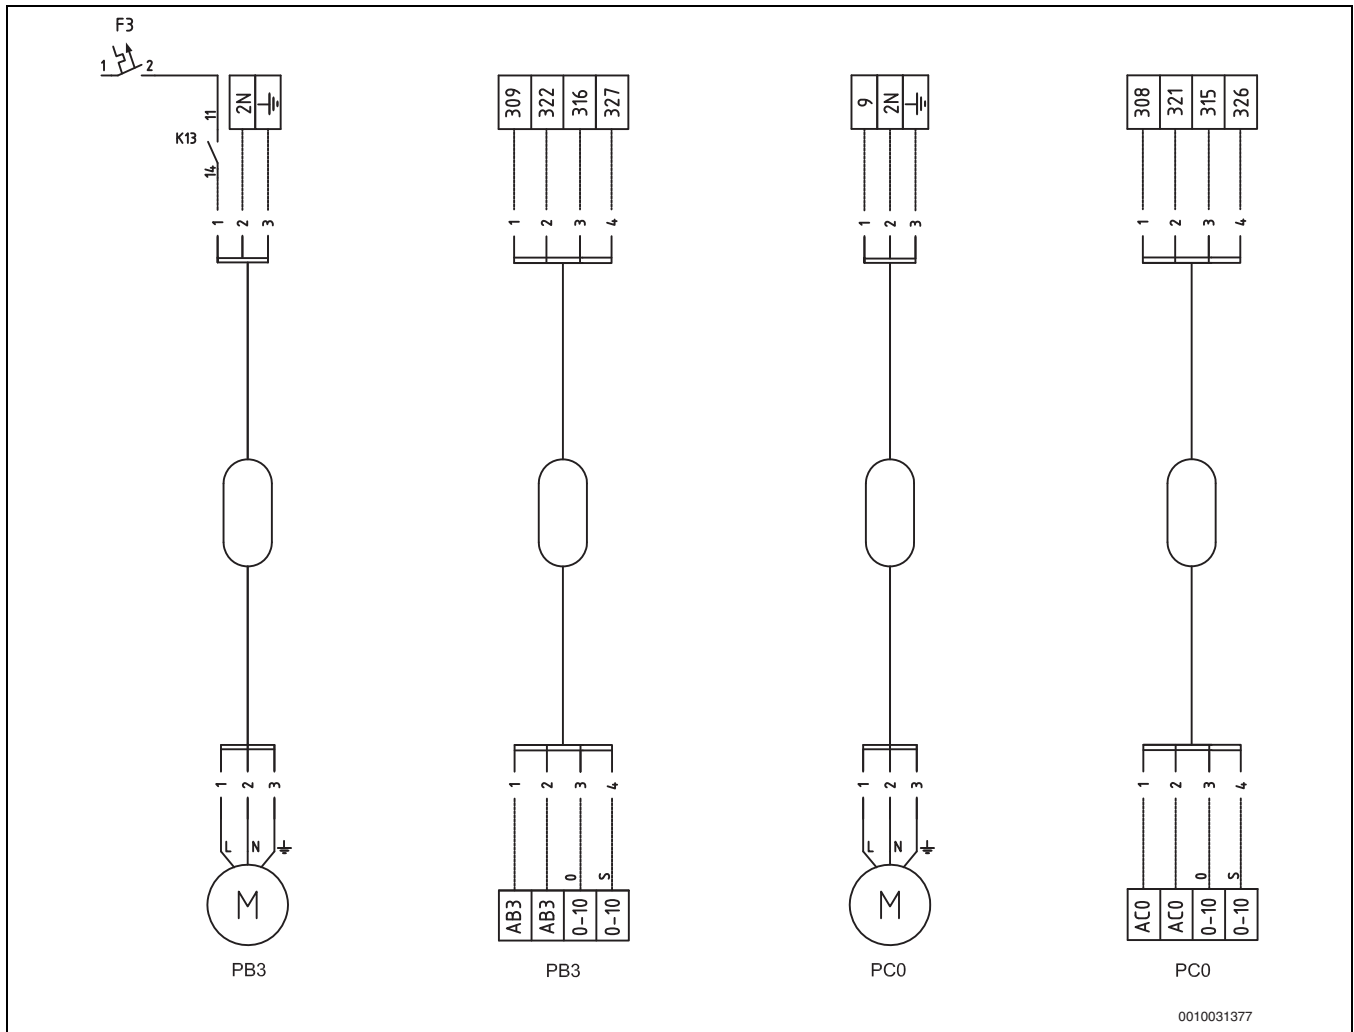 F3
1 2
11
K13
14
2N
309 322 316 327
9 2N
308 321 315 326
1 2 3
1 2 3 4
1 2 3
1 2 3 4
1 2 3
1 2 3 4
1 2 3
1 2 3 4
L N
0 S
L N
0 S
M
AB3 AB3 0-10 0-10
M
AC0 AC0 0-10 0-10
PB3
PB3
PC0
PC0
0010031377